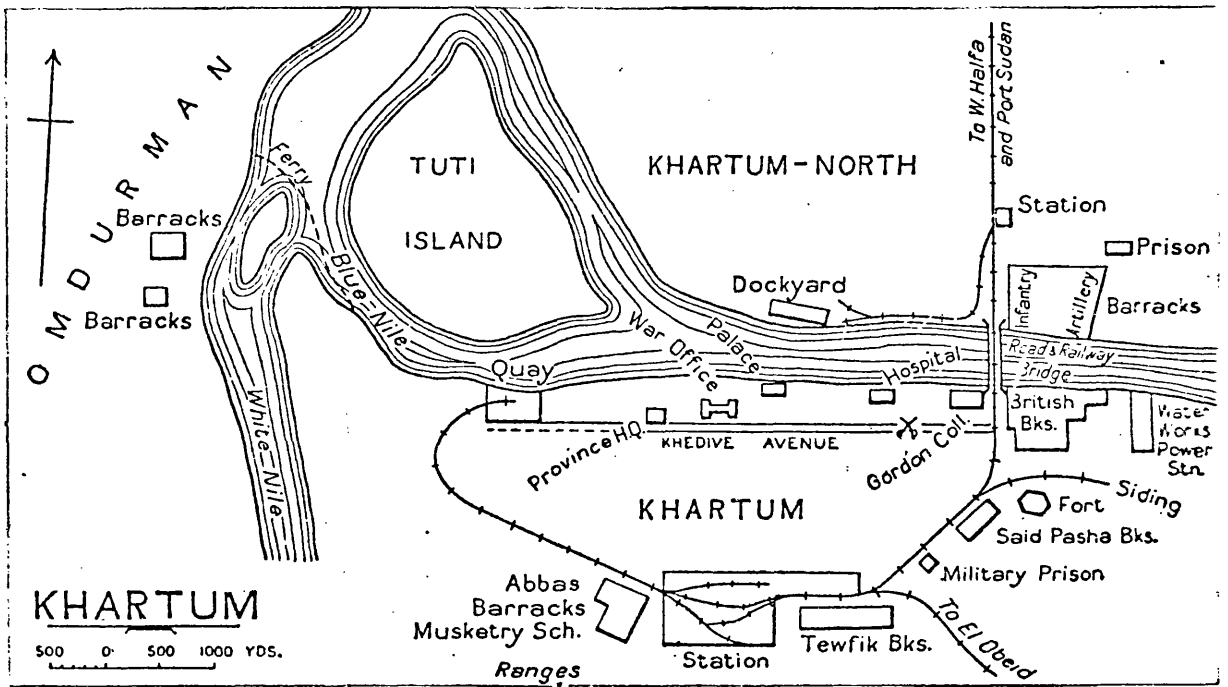 OMDURMAN
Ferry
TUTI
ISLAND
KHARTUM-NORTH
To W. Halfa
and Port Sudan
Station
Prison
Barracks
Barracks
Blue-Nile
White-Nile
Dockyard
Infantry
Artillery
Barracks
Quay
War Office
Palace
Hospital
Road & Railway
Bridge
British
Bks.
Water
Works
Power
Stn.
Province H.Q.
KHEDIVE AVENUE
Gordon Coll.
KHARTUM
Siding
Fort
Said Pasha Bks.
Military Prison
Abbas
Barracks
Musketry Sch.
Station
Tewfik Bks.
To El Obeid
Ranges
KHARTUM
500 0 500 1000 YDS.